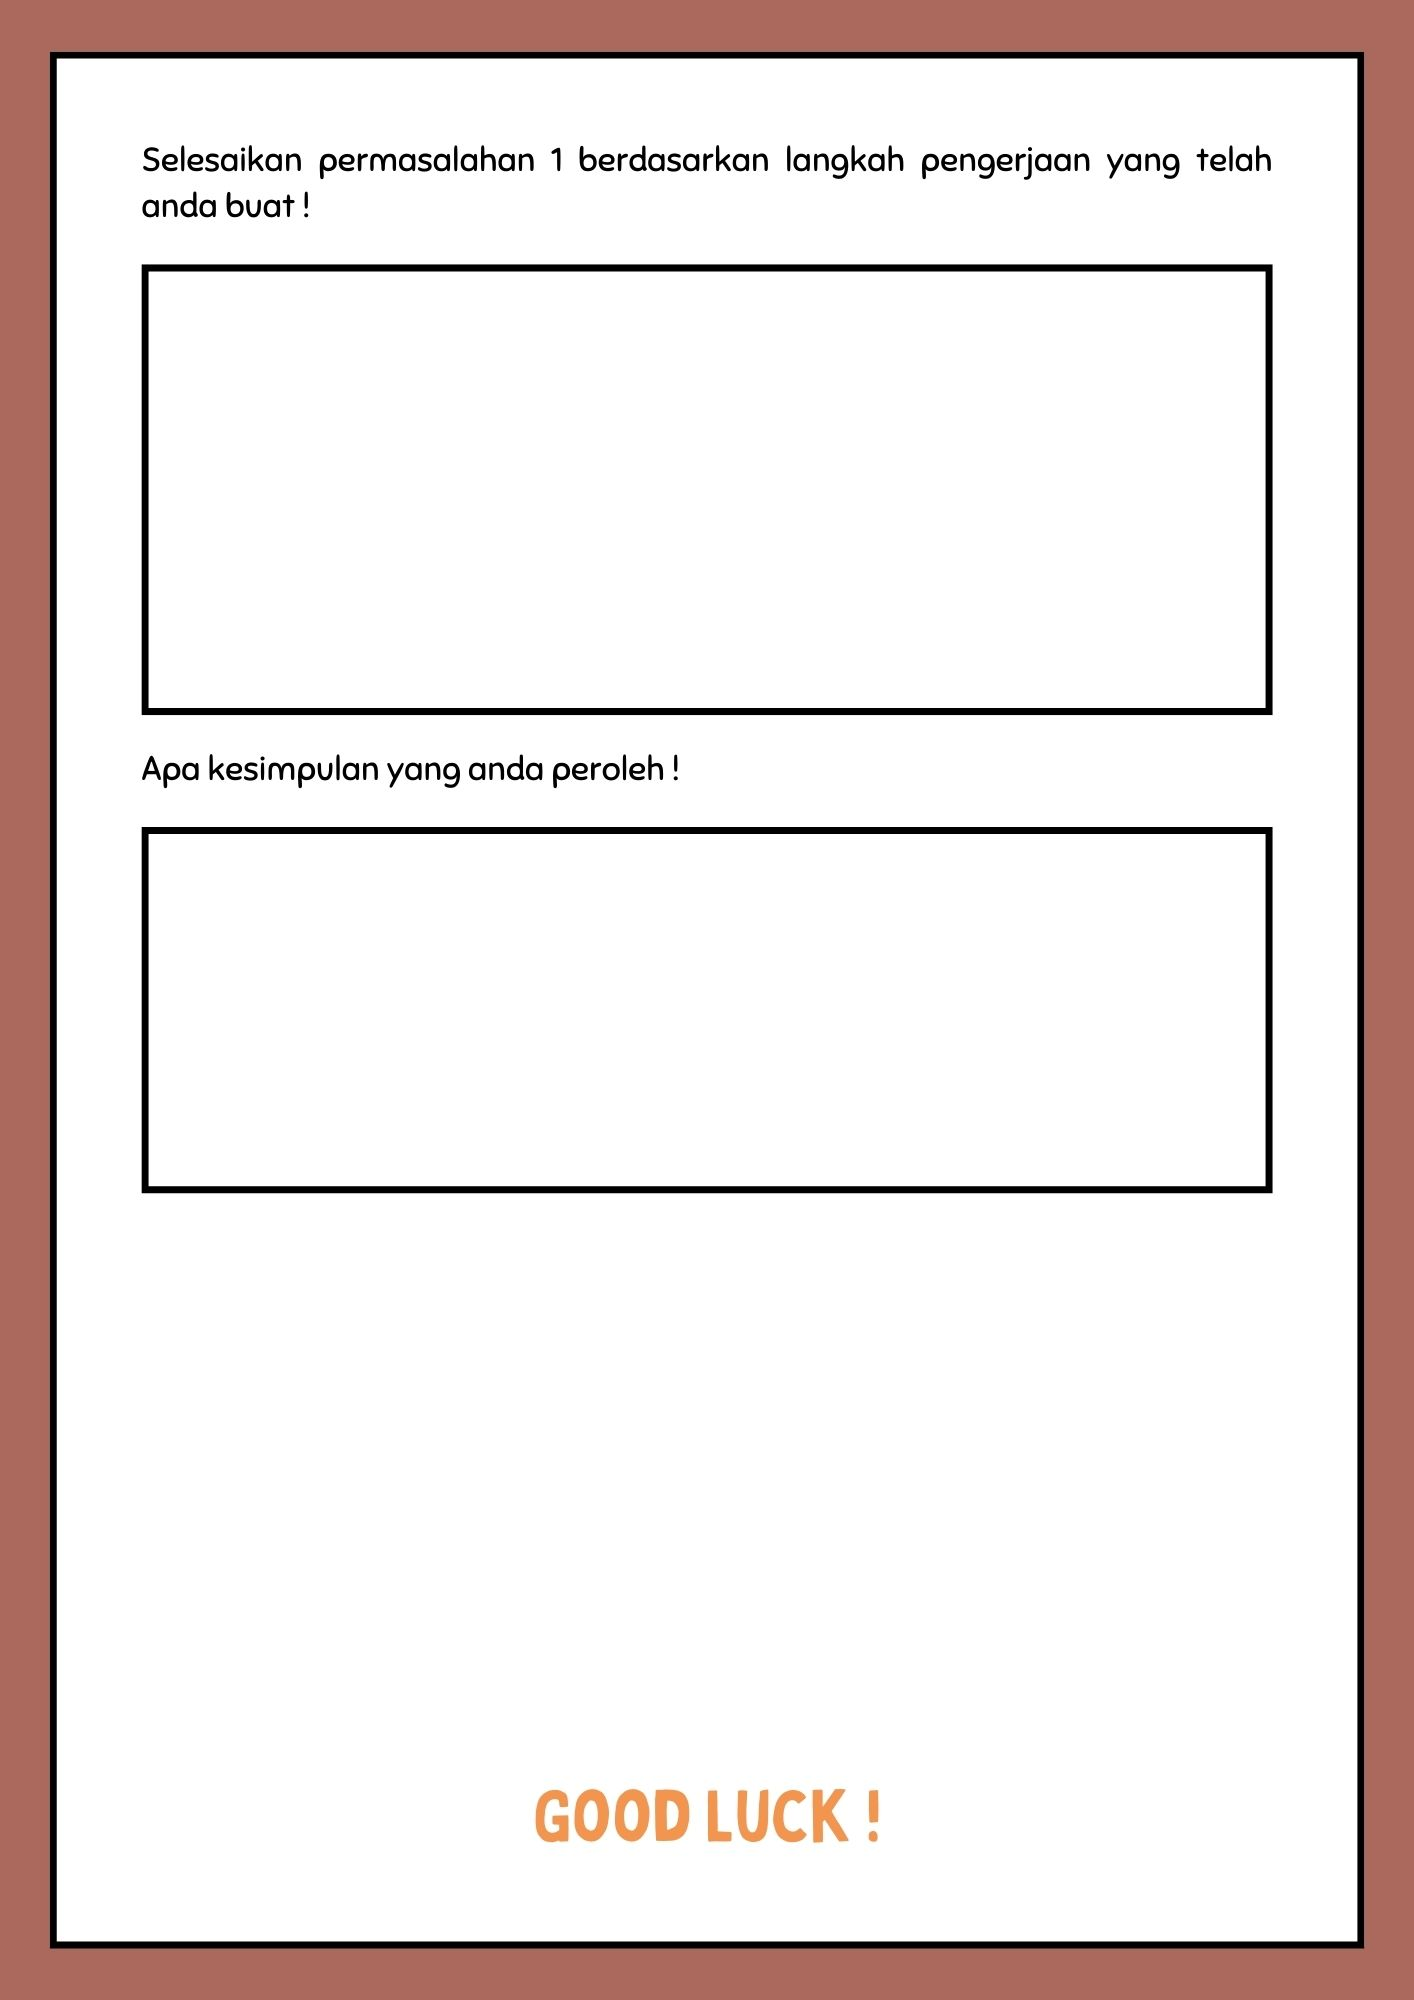 Selesaikan permasalahan 1 berdasarkan langkah pengerjaan yang telah
anda buat !
Apa kesimpulan yang anda peroleh !
GOOD LUCK !